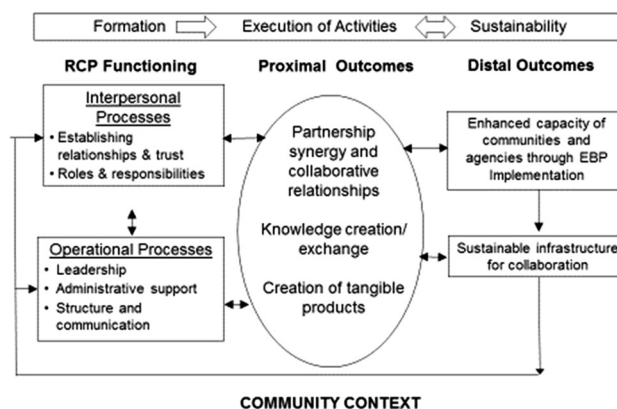 Formation Execution of Activities Sustainability
RCP Functioning Proximal Outcomes Distal Outcomes
Interpersonal
Processes
• Establishing
relationships & trust
• Roles & responsibilities
Operational Processes
• Leadership
• Administrative support
• Structure and
communication
Partnership
synergy and
collaborative
relationships
Knowledge creation/
exchange
Creation of tangible
products
Enhanced capacity of
communities and
agencies through EBP
Implementation
Sustainable infrastructure
for collaboration
COMMUNITY CONTEXT